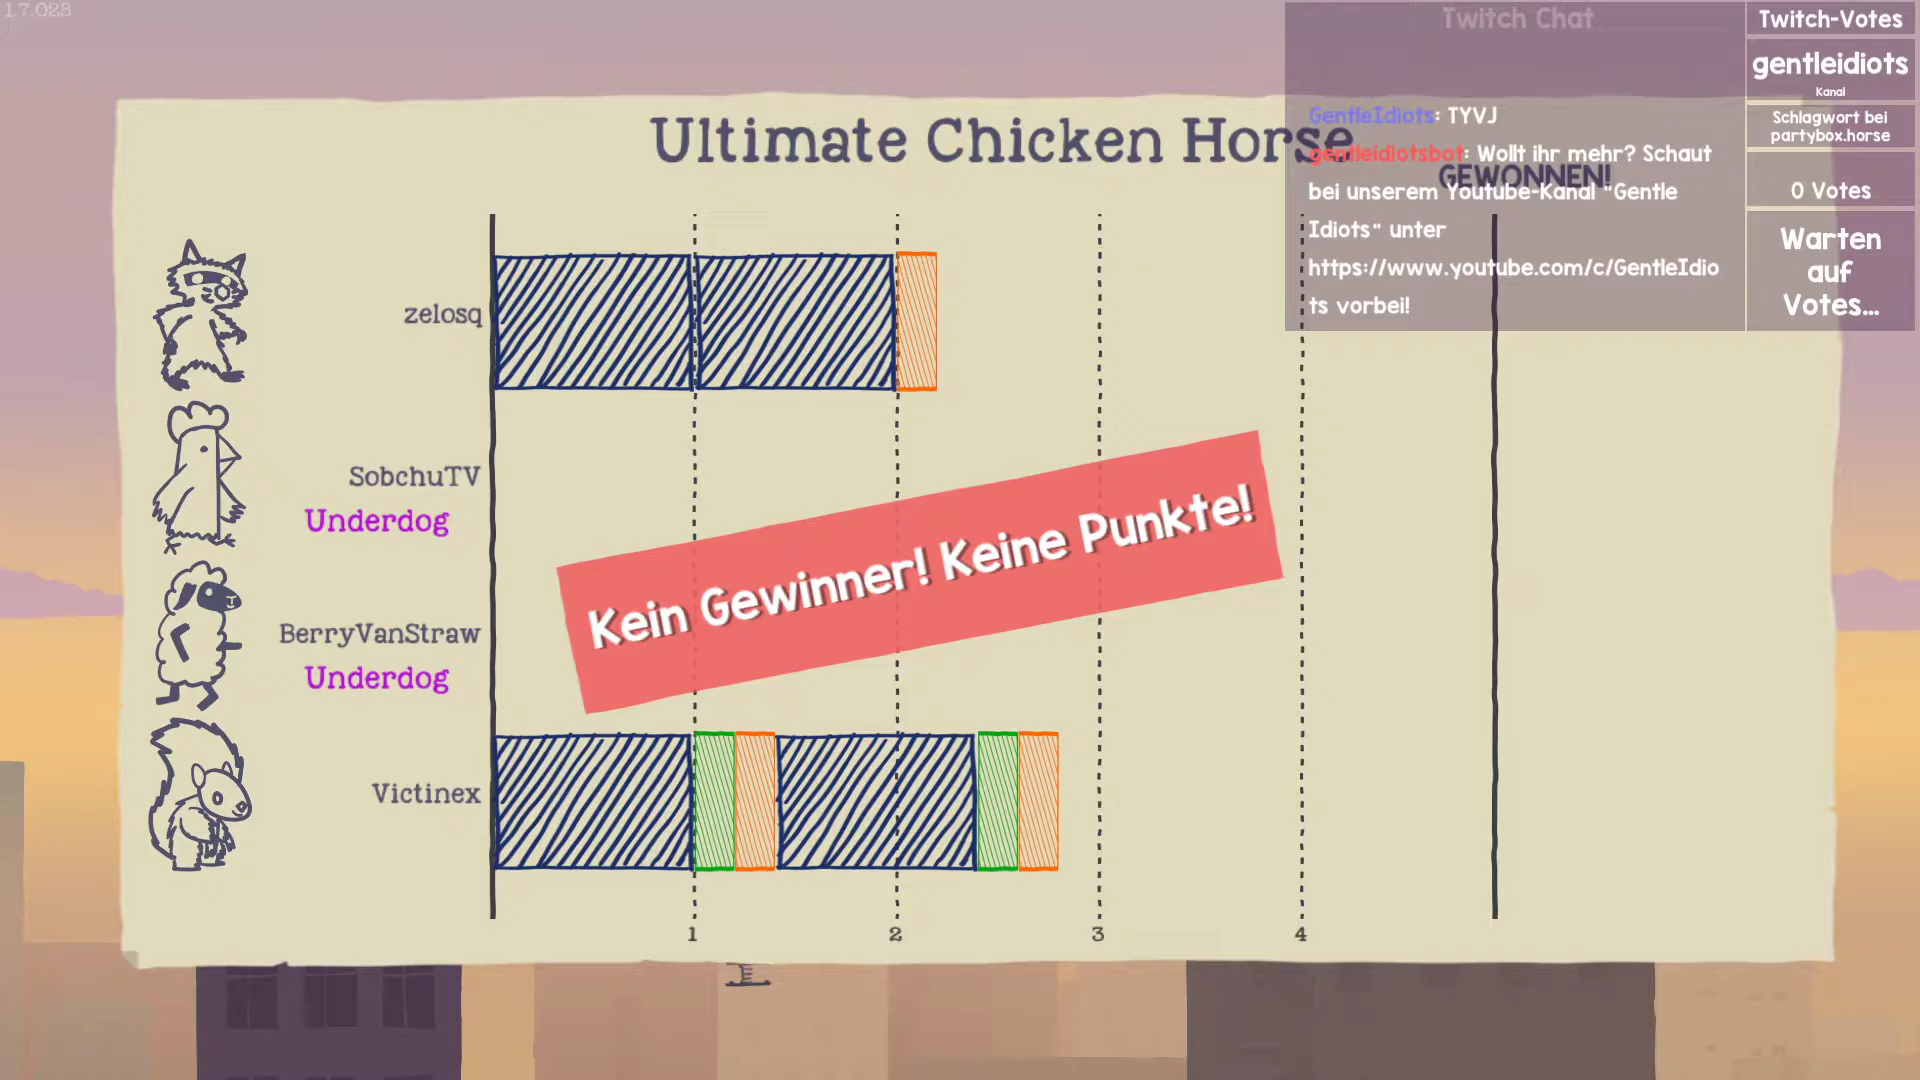 1.7.028
Twitch Chat
Twitch-Votes
gentleidiots
Kanal
Schlagwort bei
partybox.horse
0 Votes
Warten
auf
Votes...
Ultimate Chicken Horse
GEWONNEN!
GentleIdiots: TYVJ
gentleidiotsbot: Wollt ihr mehr? Schaut
bei unserem Youtube-Kanal "Gentle
Idiots" unter
https://www.youtube.com/c/GentleIdio
ts vorbei!
zelosq
SobchuTV
Underdog
BerryVanStraw
Underdog
Victinex
Kein Gewinner! Keine Punkte!
1
2
3
4